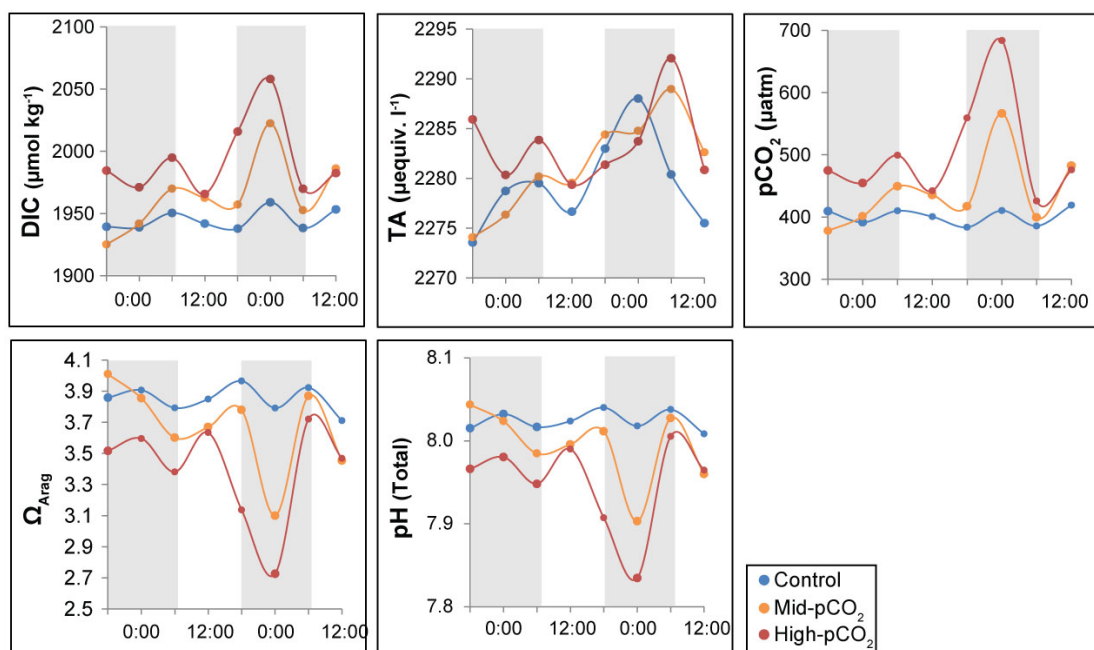 DIC (µmol kg⁻¹)
2100
2050
2000
1950
1900
0:00 12:00 0:00 12:00
TA (µequiv. l⁻¹)
2295
2290
2285
2280
2275
2270
0:00 12:00 0:00 12:00
pCO₂ (µatm)
700
600
500
400
300
0:00 12:00 0:00 12:00
Ω_Arag
4.1
3.9
3.7
3.5
3.3
3.1
2.9
2.7
2.5
0:00 12:00 0:00 12:00
pH (Total)
8.1
8.0
7.9
7.8
0:00 12:00 0:00 12:00
Control
Mid-pCO₂
High-pCO₂